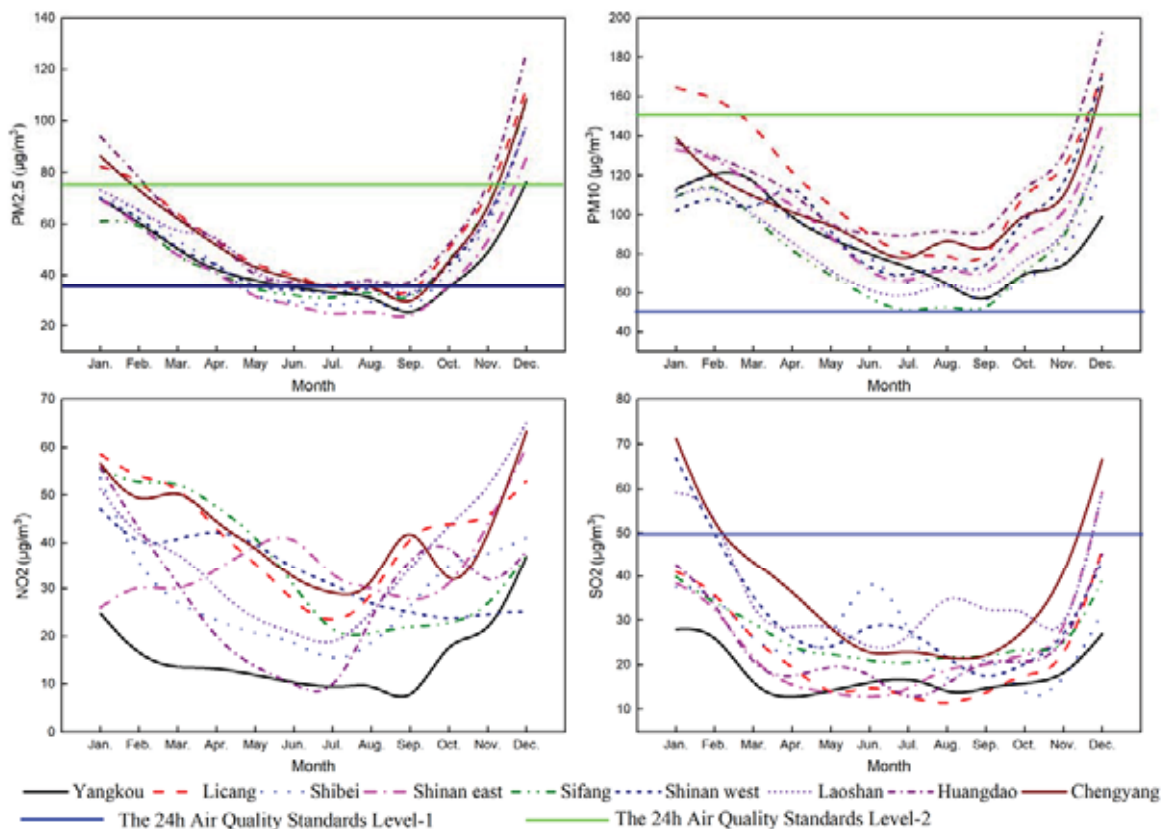 PM2.5 (µg/m³)
140
120
100
80
60
40
20
Jan. Feb. Mar. Apr. May Jun. Jul. Aug. Sep. Oct. Nov. Dec.
Month
PM10 (µg/m³)
200
180
160
140
120
100
80
60
40
Jan. Feb. Mar. Apr. May Jun. Jul. Aug. Sep. Oct. Nov. Dec.
Month
NO2 (µg/m³)
70
60
50
40
30
20
10
0
Jan. Feb. Mar. Apr. May Jun. Jul. Aug. Sep. Oct. Nov. Dec.
Month
SO2 (µg/m³)
80
70
60
50
40
30
20
10
Jan. Feb. Mar. Apr. May Jun. Jul. Aug. Sep. Oct. Nov. Dec.
Month
Yangkou Licang Shibei Shinan east Sifang Shinan west Laoshan Huangdao Chengyang
The 24h Air Quality Standards Level-1 The 24h Air Quality Standards Level-2